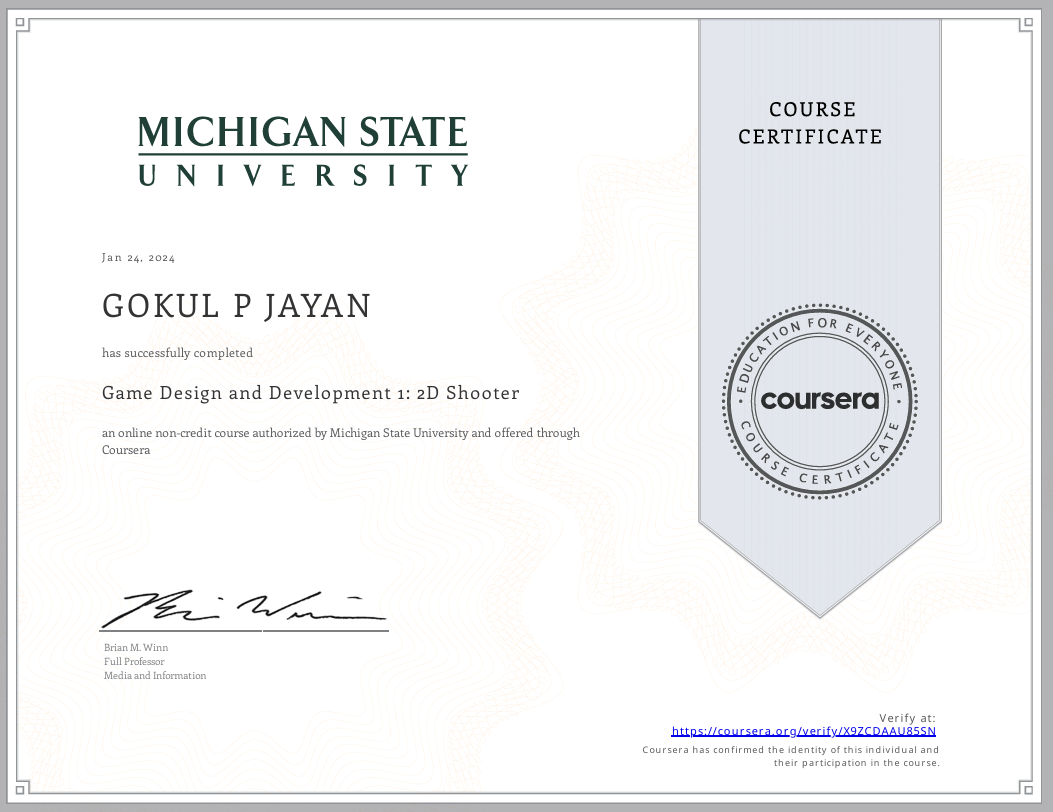 MICHIGAN STATE
UNIVERSITY
COURSE
CERTIFICATE
Jan 24, 2024
GOKUL P JAYAN
has successfully completed
Game Design and Development 1: 2D Shooter
an online non-credit course authorized by Michigan State University and offered through
Coursera
EDUCATION FOR EVERYONE
coursera
COURSE CERTIFICATE
Brian M. Winn
Full Professor
Media and Information
Verify at:
https://coursera.org/verify/X9ZCDAAU85SN
Coursera has confirmed the identity of this individual and
their participation in the course.